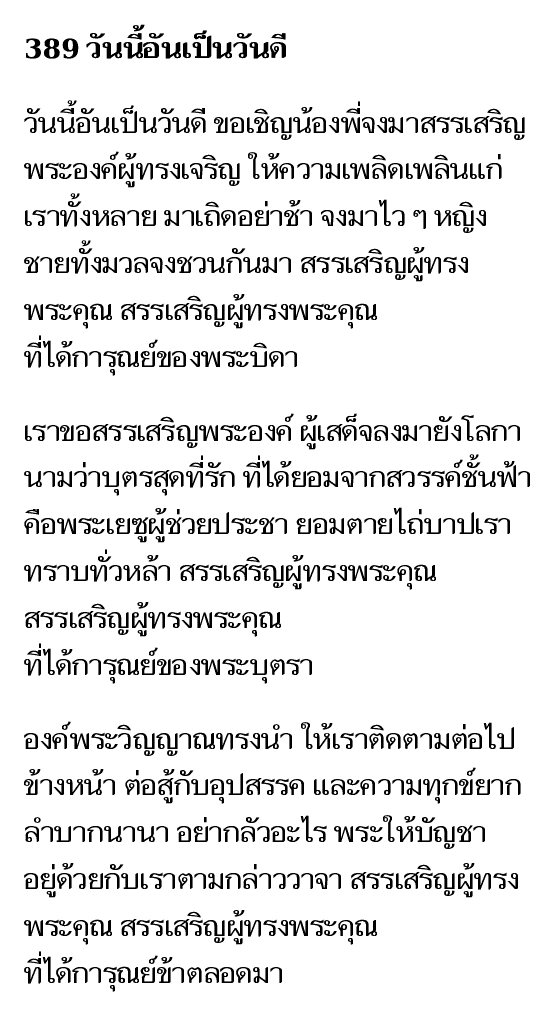 389 วันนี้อันเป็นวันดี
วันนี้อันเป็นวันดี ขอเชิญน้องพี่จงมาสรรเสริญ
พระองค์ผู้ทรงเจริญ ให้ความเพลิดเพลินแก่
เราทั้งหลาย มาเถิดอย่าช้า จงมาไว ๆ หญิง
ชายทั้งมวลจงชวนกันมา สรรเสริญผู้ทรง
พระคุณ สรรเสริญผู้ทรงพระคุณ
ที่ได้การุณย์ของพระบิดา
เราขอสรรเสริญพระองค์ ผู้เสด็จลงมายังโลกา
นามว่าบุตรสุดที่รัก ที่ได้ยอมจากสวรรค์ชั้นฟ้า
คือพระเยซูผู้ช่วยประชา ยอมตายไถ่บาปเรา
ทราบทั่วหล้า สรรเสริญผู้ทรงพระคุณ
สรรเสริญผู้ทรงพระคุณ
ที่ได้การุณย์ของพระบุตรา
องค์พระวิญญาณทรงนำ ให้เราติดตามต่อไป
ข้างหน้า ต่อสู้กับอุปสรรค และความทุกข์ยาก
ลำบากนานา อย่ากลัวอะไร พระให้บัญชา
อยู่ด้วยกับเราตามกล่าววาจา สรรเสริญผู้ทรง
พระคุณ สรรเสริญผู้ทรงพระคุณ
ที่ได้การุณย์ข้าตลอดมา